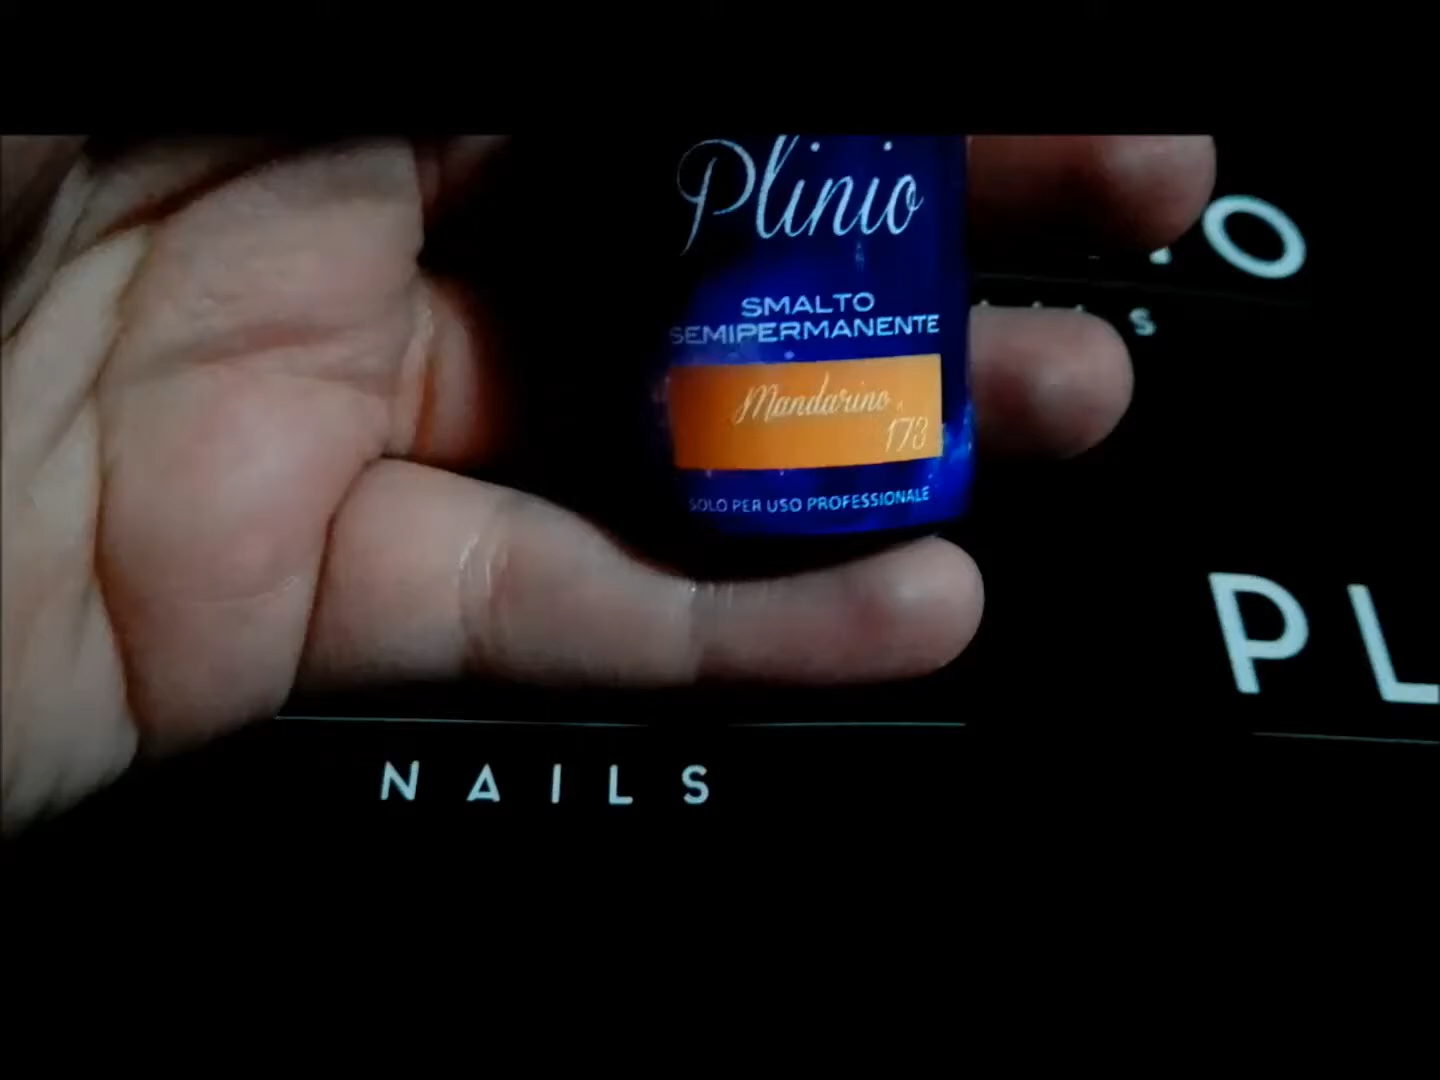 Plinio
SMALTO
SEMIPERMANENTE
Mandarino
173
SOLO PER USO PROFESSIONALE
O
S
PL
NAILS